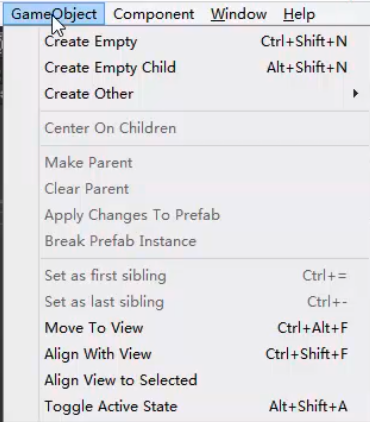 GameObject Component Window Help
Create Empty Ctrl+Shift+N
Create Empty Child Alt+Shift+N
Create Other
Center On Children
Make Parent
Clear Parent
Apply Changes To Prefab
Break Prefab Instance
Set as first sibling Ctrl+=
Set as last sibling Ctrl+-
Move To View Ctrl+Alt+F
Align With View Ctrl+Shift+F
Align View to Selected
Toggle Active State Alt+Shift+A